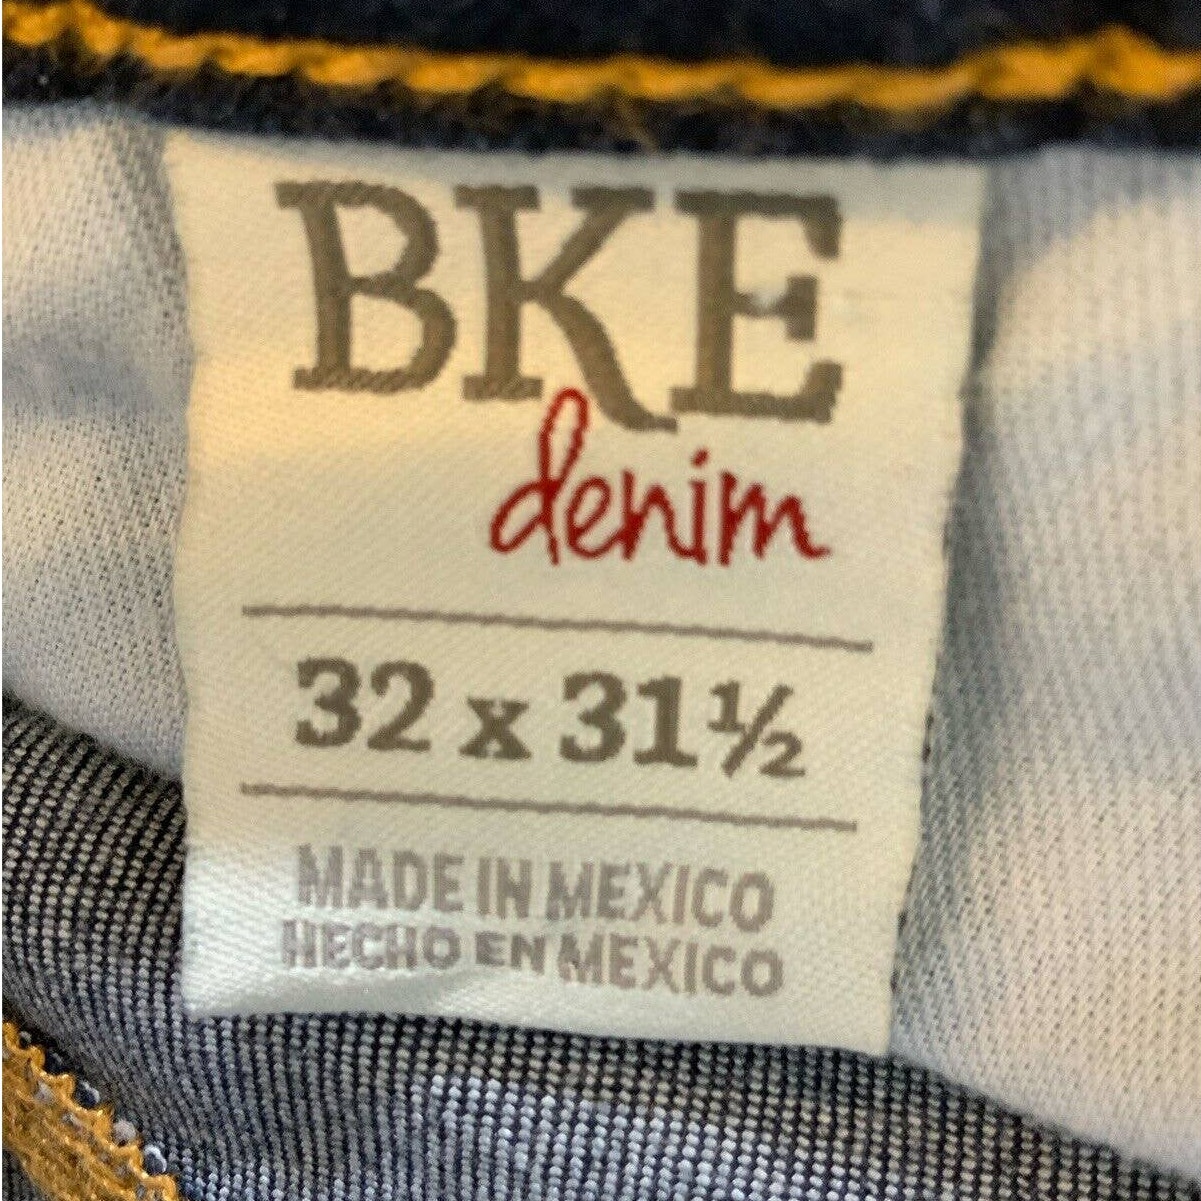 BKE
denim
32 x 31½
MADE IN MEXICO
HECHO EN MEXICO